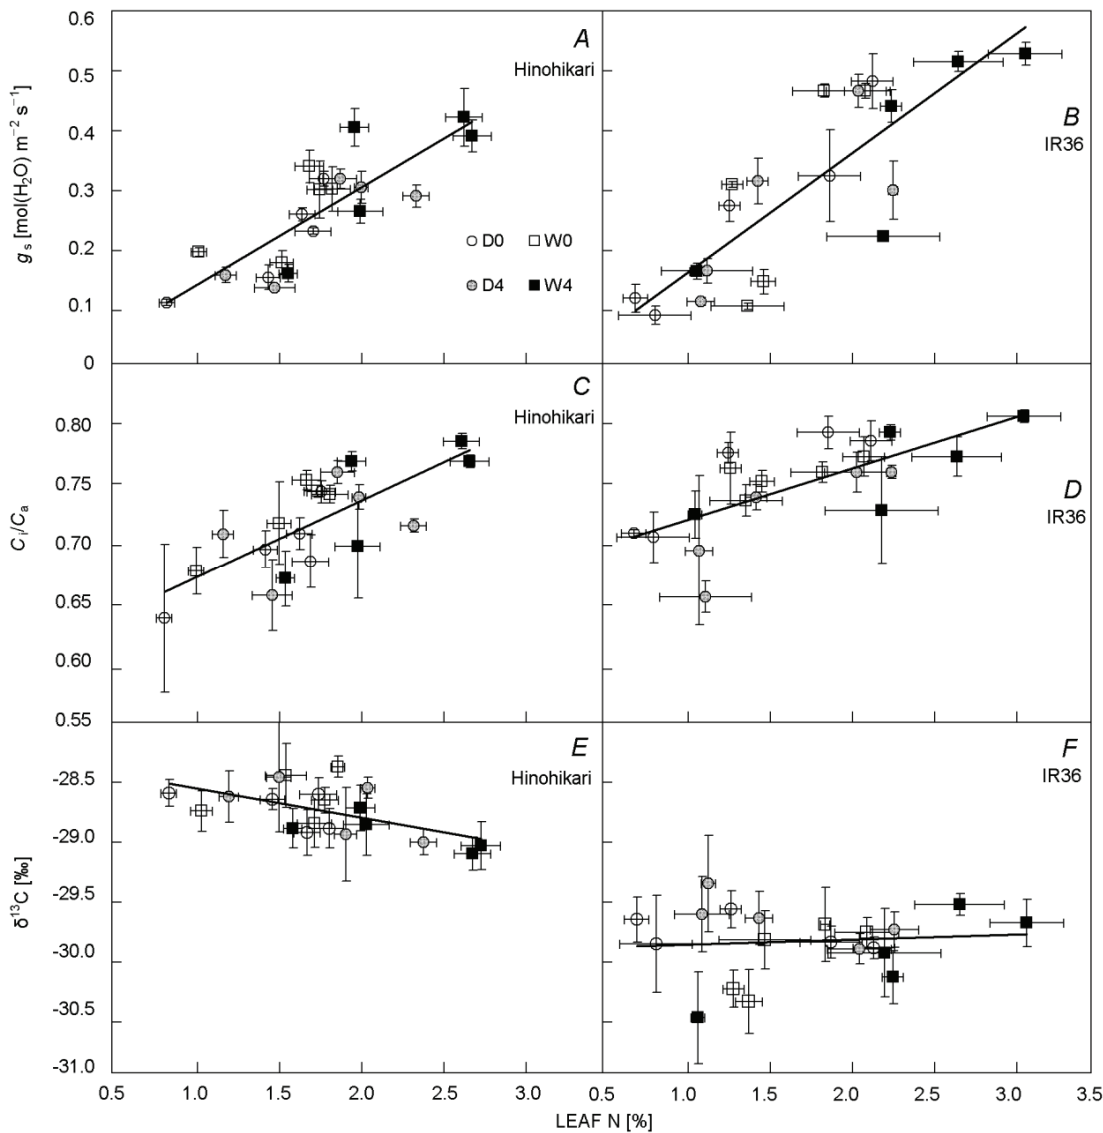 0.6
0.5
0.4
0.3
0.2
0.1
0
g s [mol(H₂O) m⁻² s⁻¹]
A
Hinohikari
D0 W0
D4 W4
B
IR36
0.80
0.75
0.70
0.65
0.60
0.55
Ci/Ca
C
Hinohikari
D
IR36
-28.5
-29.0
-29.5
-30.0
-30.5
-31.0
δ¹³C [‰]
E
Hinohikari
F
IR36
0.5 1.0 1.5 2.0 2.5 3.0 0.5 1.0 1.5 2.0 2.5 3.0 3.5
LEAF N [%]